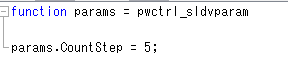 function params = pwctrl_sldvparam
params.CountStep = 5;